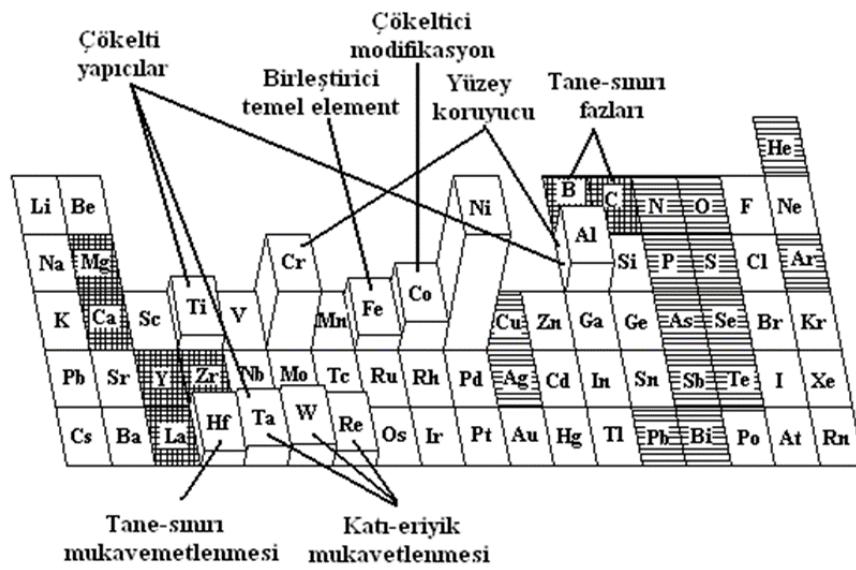 Çökelti
yapıcılar
Birleştirici
temel element
Çökeltici
modifikasyon
Yüzey
koruyucu
Tane-sınırı
fazları
He
Li Be Ni B C N O F Ne
Na Mg Cr Al Si P S Cl Ar
K Ca Sc Ti V Mn Fe Co Cu Zn Ga Ge As Se Br Kr
Pb Sr Y Zr Nb Mo Tc Ru Rh Pd Ag Cd In Sn Sb Te I Xe
Cs Ba La Hf Ta W Re Os Ir Pt Au Hg Tl Pb Bi Po At Rn
Tane-sınırı
mukavemetlenmesi
Katı-eriyik
mukavetlenmesi